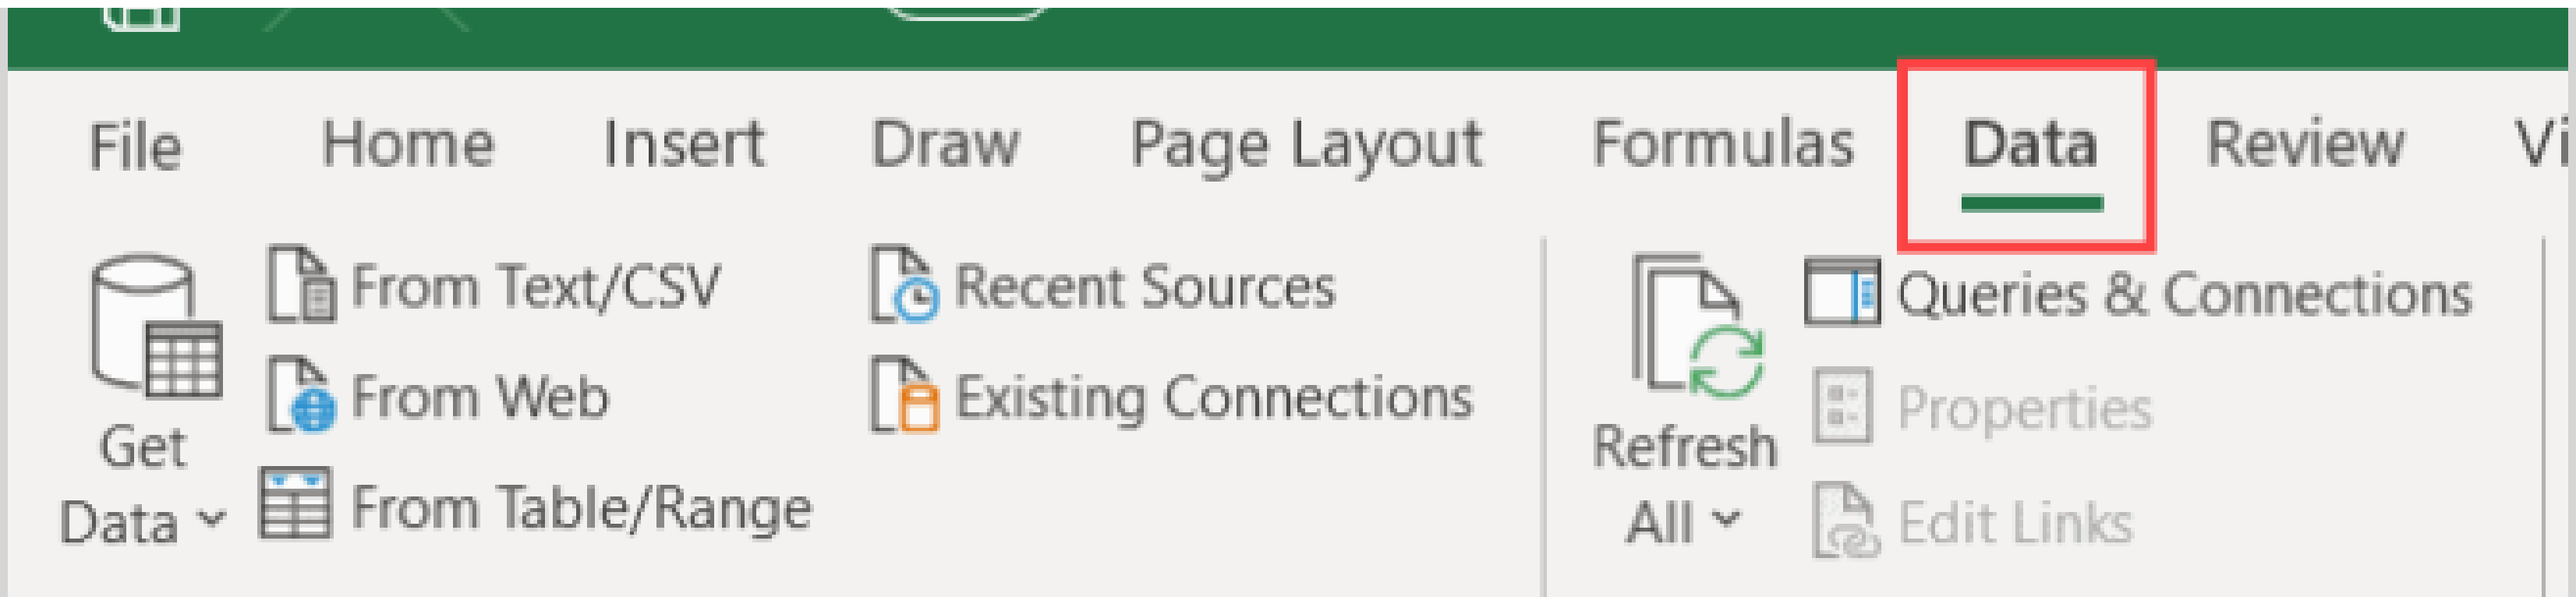 File Home Insert Draw Page Layout Formulas Data Review
Get
Data
From Text/CSV
From Web
From Table/Range
Recent Sources
Existing Connections
Refresh
All
Queries & Connections
Properties
Edit Links